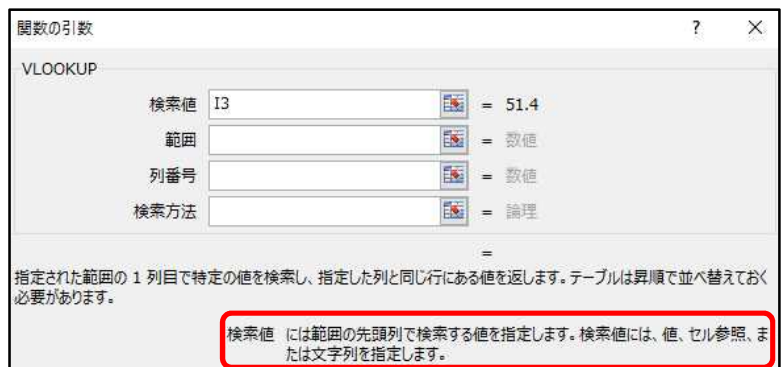 関数の引数 ? ×
VLOOKUP
検索値 I3 = 51.4
範囲 = 数値
列番号 = 数値
検索方法 = 論理
=
指定された範囲の 1 列目で特定の値を検索し、指定した列と同じ行にある値を返します。テーブルは昇順で並べ替えておく
必要があります。
検索値 には範囲の先頭列で検索する値を指定します。検索値には、値、セル参照、ま
たは文字列を指定します。